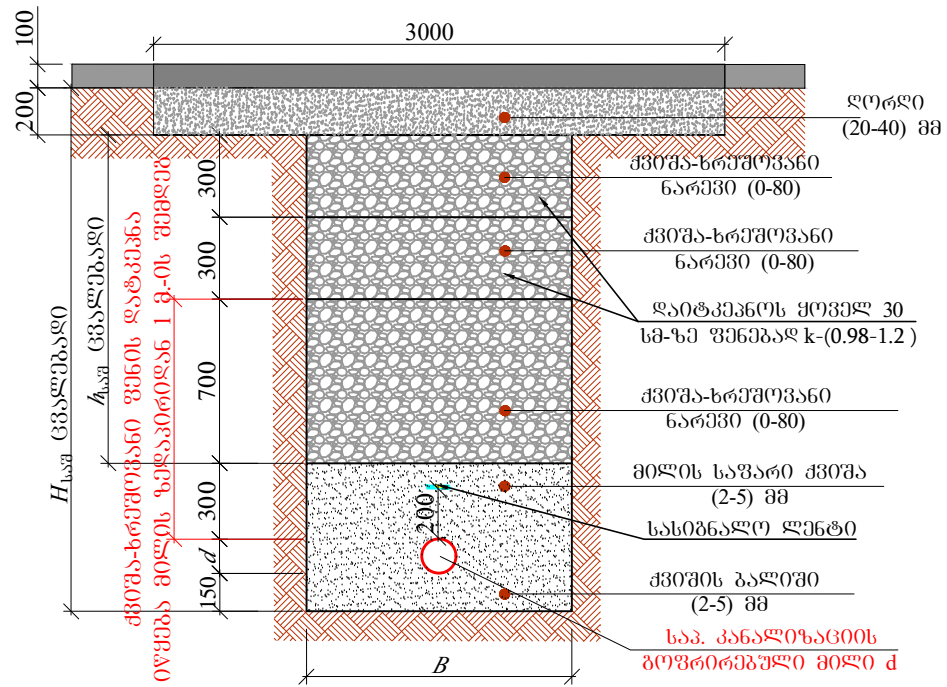 100
3000
200
ღორღი
(20-40) მმ
300
ქვიშა-ხრეშოვანი
ნარევი (0-80)
300
ქვიშა-ხრეშოვანი
ნარევი (0-80)
დაიტკეპნოს ყოველ 30
სმ-ზე ფენებად k-(0.98-1.2 )
700
ქვიშა-ხრეშოვანი
ნარევი (0-80)
300
200
მილის საფარი ქვიშა
(2-5) მმ
სასიგნალო ლენტი
d
150
ქვიშის ბალიში
(2-5) მმ
საპ. კანალიზაციის
გოფრირებული მილი d
B
Hსაშ ცვალებადი
hსაშ ცვალებადი
ქვიშა-ხრეშოვანი ფენის დატკეპნა
იწყება მილის ზედაპირიდან 1 მ.-ის შემდეგ